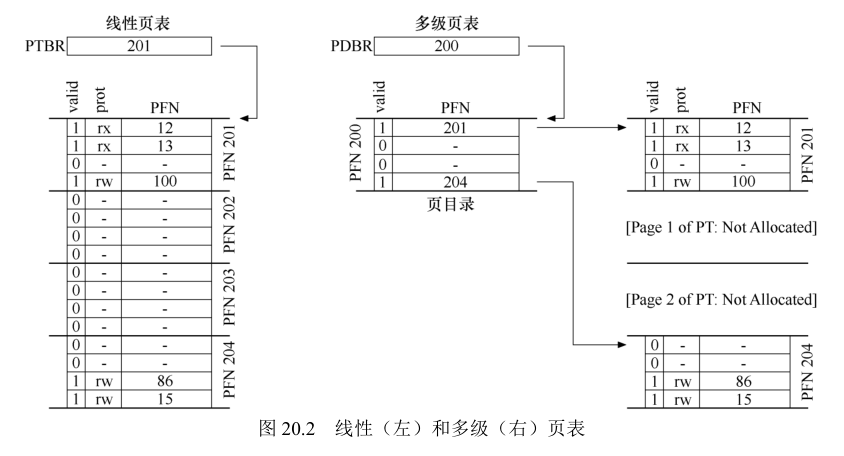 线性页表
PTBR 201
valid prot PFN
1 rx 12
1 rx 13
0 - -
1 rw 100
PFN 201
0 - -
0 - -
0 - -
0 - -
PFN 202
0 - -
0 - -
0 - -
0 - -
PFN 203
0 - -
0 - -
1 rw 86
1 rw 15
PFN 204
多级页表
PDBR 200
valid PFN
PFN 200
1 201
0 -
0 -
1 204
页目录
valid prot PFN
1 rx 12
1 rx 13
0 - -
1 rw 100
PFN 201
[Page 1 of PT: Not Allocated]
[Page 2 of PT: Not Allocated]
0 - -
0 - -
1 rw 86
1 rw 15
PFN 204
图 20.2 线性（左）和多级（右）页表